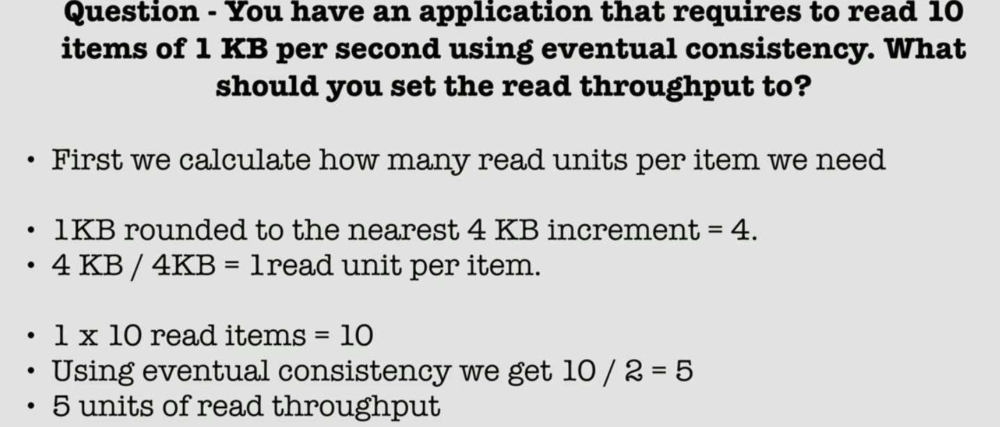 Question - You have an application that requires to read 10
items of 1 KB per second using eventual consistency. What
should you set the read throughput to?
• First we calculate how many read units per item we need
• 1KB rounded to the nearest 4 KB increment = 4.
• 4 KB / 4KB = 1read unit per item.
• 1 x 10 read items = 10
• Using eventual consistency we get 10 / 2 = 5
• 5 units of read throughput